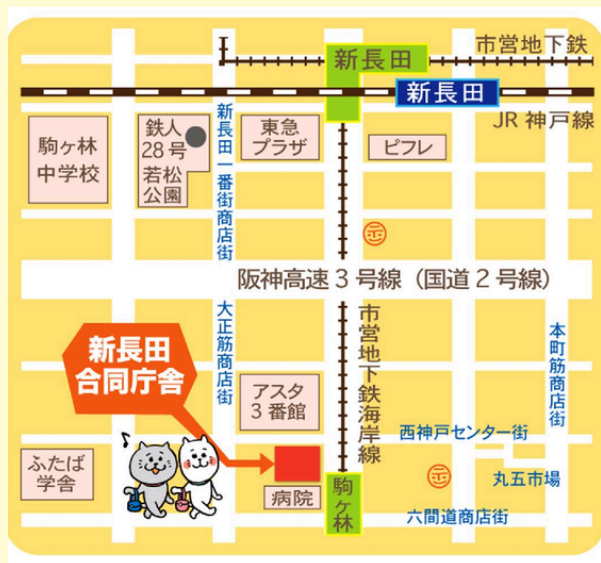 市営地下鉄
新長田
新長田
JR神戸線
駒ヶ林
中学校
鉄人
28号
若松
公園
新長田一番街商店街
東急
プラザ
ピフレ
阪神高速3号線（国道2号線）
新長田
合同庁舎
大正筋商店街
アスタ
3番館
市営地下鉄海岸線
本町筋商店街
西神戸センター街
丸五市場
ふたば
学舎
病院
駒ヶ林
六間道商店街